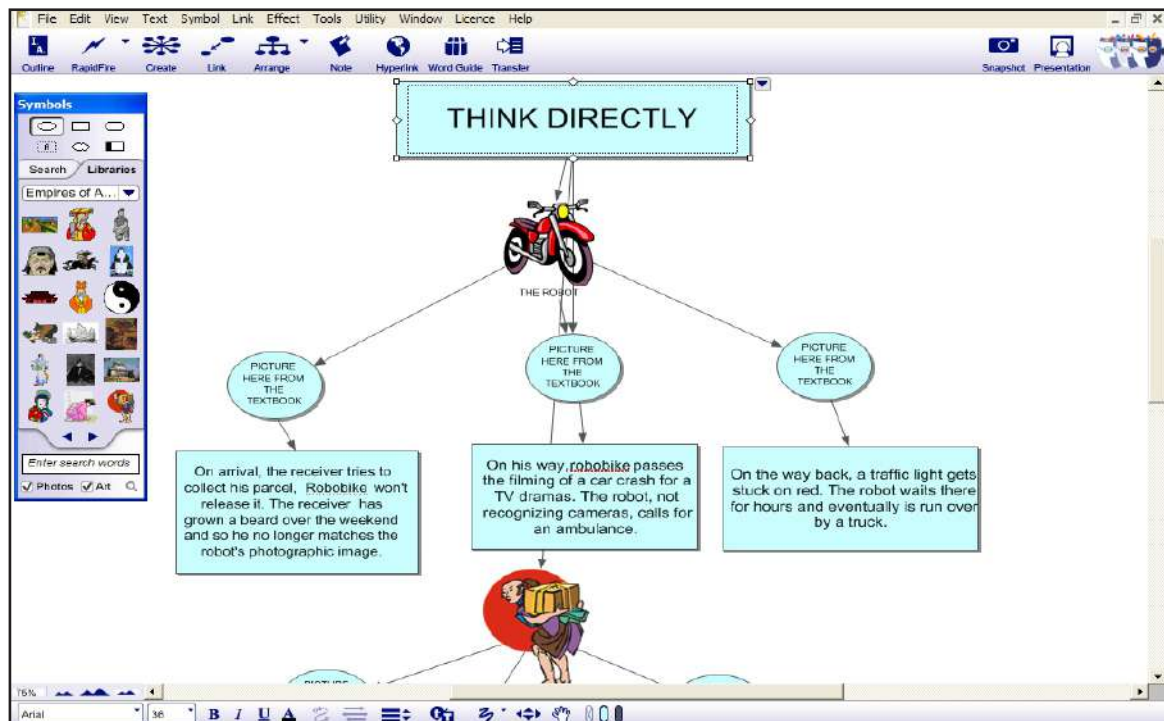 File Edit View Text Symbol Link Effect Tools Utility Window Licence Help
Outline RapidFire Create Link Arrange Note Hyperlink Word Guide Transfer Snapshot Presentation
Symbols
Search Libraries
Empires of A...
Enter search words
Photos Art
THINK DIRECTLY
THE ROBOT
PICTURE
HERE FROM
THE
TEXTBOOK
PICTURE
HERE FROM
THE
TEXTBOOK
PICTURE
HERE FROM
THE
TEXTBOOK
On arrival, the receiver tries to
collect his parcel, Robobike won't
release it. The receiver has
grown a beard over the weekend
and so he no longer matches the
robot's photographic image.
On his way,robobike passes
the filming of a car crash for a
TV dramas. The robot, not
recognizing cameras, calls for
an ambulance.
On the way back, a traffic light gets
stuck on red. The robot waits there
for hours and eventually is run over
by a truck.
PICTURE
75%
Arial 36 B I U A